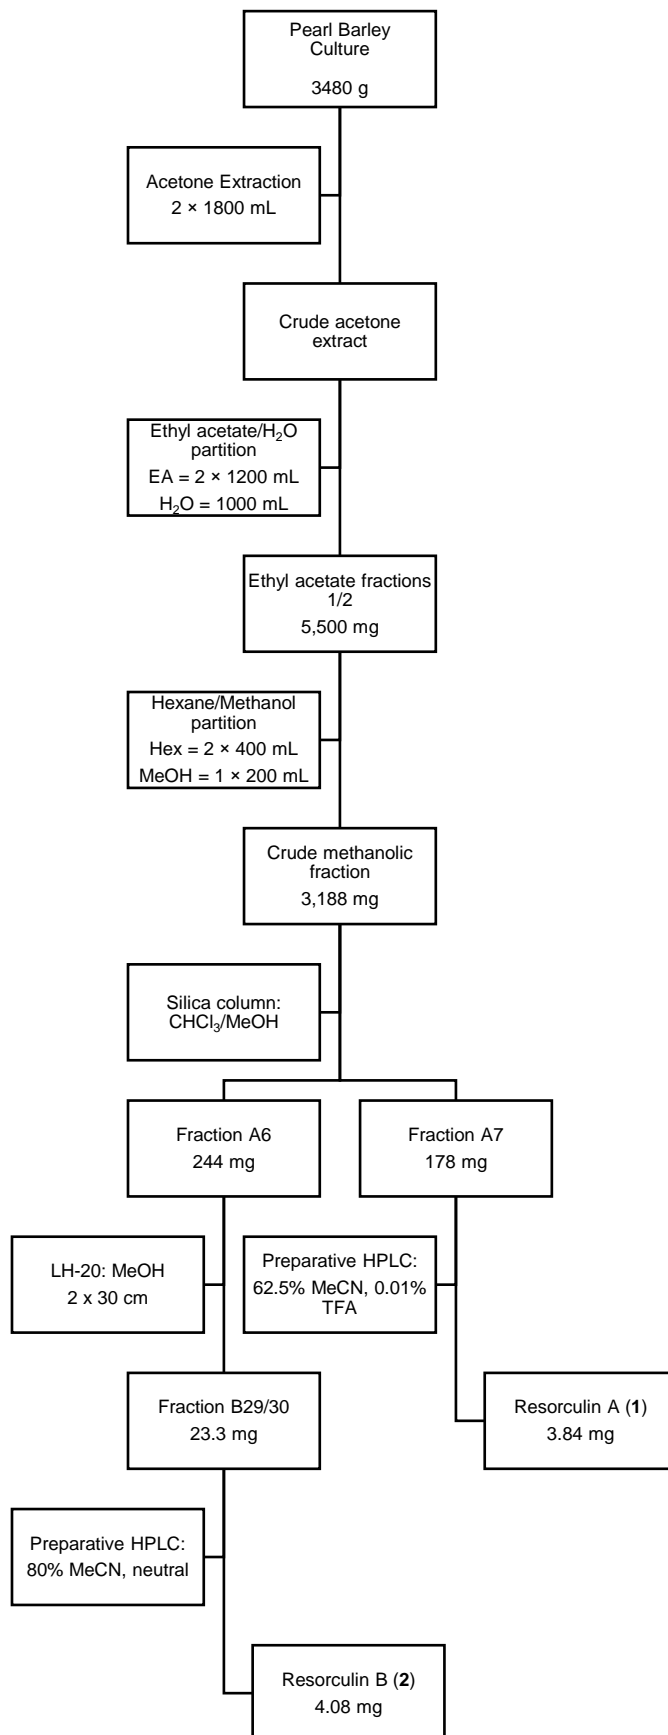 Pearl Barley
Culture
3480 g
Acetone Extraction
2 × 1800 mL
Crude acetone
extract
Ethyl acetate/H₂O
partition
EA = 2 × 1200 mL
H₂O = 1000 mL
Ethyl acetate fractions
1/2
5,500 mg
Hexane/Methanol
partition
Hex = 2 × 400 mL
MeOH = 1 × 200 mL
Crude methanolic
fraction
3,188 mg
Silica column:
CHCl₃/MeOH
Fraction A6
244 mg
Fraction A7
178 mg
LH-20: MeOH
2 x 30 cm
Preparative HPLC:
62.5% MeCN, 0.01%
TFA
Fraction B29/30
23.3 mg
Resorculin A (1)
3.84 mg
Preparative HPLC:
80% MeCN, neutral
Resorculin B (2)
4.08 mg